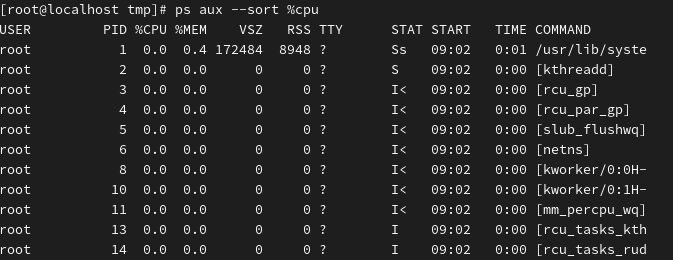 [root@localhost tmp]# ps aux --sort %cpu
USER         PID %CPU %MEM    VSZ   RSS TTY      STAT START   TIME COMMAND
root           1  0.0  0.4 172484  8948 ?        Ss   09:02   0:01 /usr/lib/syste
root           2  0.0  0.0      0     0 ?        S    09:02   0:00 [kthreadd]
root           3  0.0  0.0      0     0 ?        I<   09:02   0:00 [rcu_gp]
root           4  0.0  0.0      0     0 ?        I<   09:02   0:00 [rcu_par_gp]
root           5  0.0  0.0      0     0 ?        I<   09:02   0:00 [slub_flushwq]
root           6  0.0  0.0      0     0 ?        I<   09:02   0:00 [netns]
root           8  0.0  0.0      0     0 ?        I<   09:02   0:00 [kworker/0:0H-
root          10  0.0  0.0      0     0 ?        I<   09:02   0:00 [kworker/0:1H-
root          11  0.0  0.0      0     0 ?        I<   09:02   0:00 [mm_percpu_wq]
root          13  0.0  0.0      0     0 ?        I    09:02   0:00 [rcu_tasks_kth
root          14  0.0  0.0      0     0 ?        I    09:02   0:00 [rcu_tasks_rud